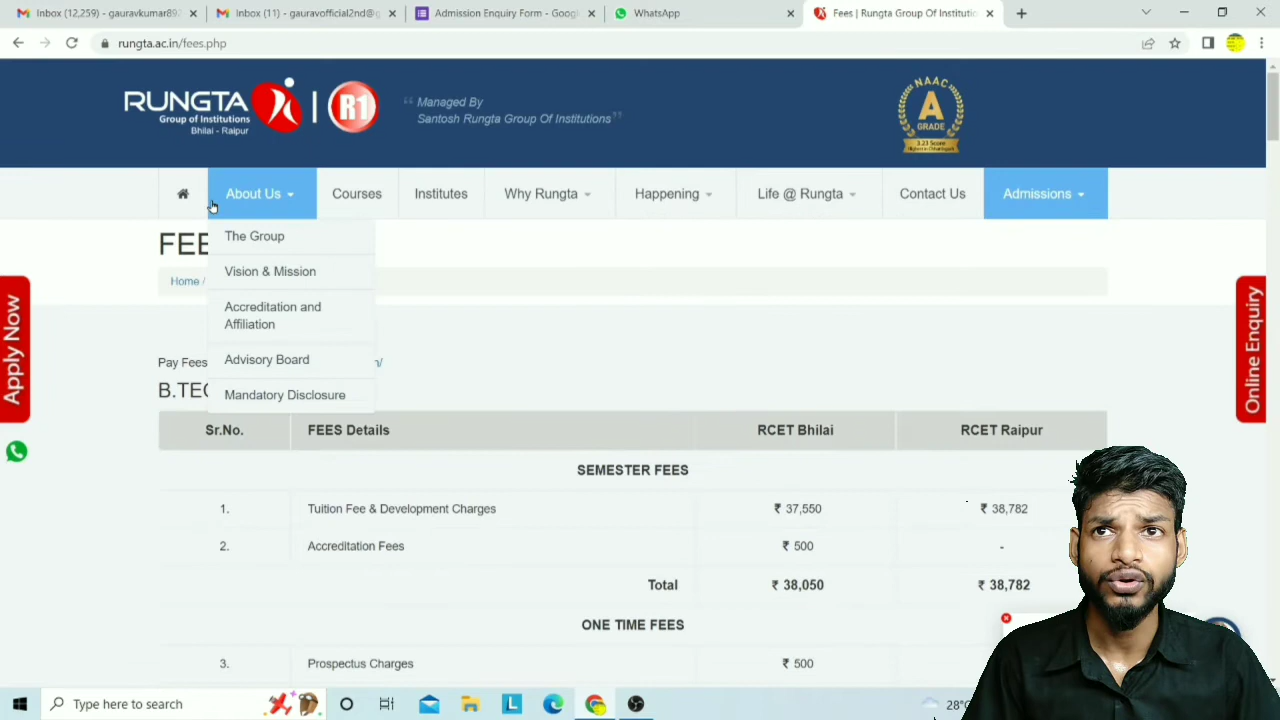 Inbox (12,259) - gauravkumar89
Inbox (11) - gauravofficial2nd@g
Admission Enquiry Form - Goog
WhatsApp
Fees | Rungta Group Of Institutio
rungta.ac.in/fees.php
RUNGTA
Group of Institutions
Bhilai - Raipur
R1
" Managed By
Santosh Rungta Group Of Institutions "
NAAC
A
GRADE
3.23 Score
About Us
Courses
Institutes
Why Rungta
Happening
Life @ Rungta
Contact Us
Admissions
The Group
Vision & Mission
Accreditation and
Affiliation
Advisory Board
Mandatory Disclosure
FEE
Home /
Apply Now
Online Enquiry
Pay Fees
n/
B.TEC
Sr.No. FEES Details RCET Bhilai RCET Raipur
SEMESTER FEES
1. Tuition Fee & Development Charges ₹ 37,550 ₹ 38,782
2. Accreditation Fees ₹ 500 -
Total ₹ 38,050 ₹ 38,782
ONE TIME FEES
3. Prospectus Charges ₹ 500
Type here to search
L
28°